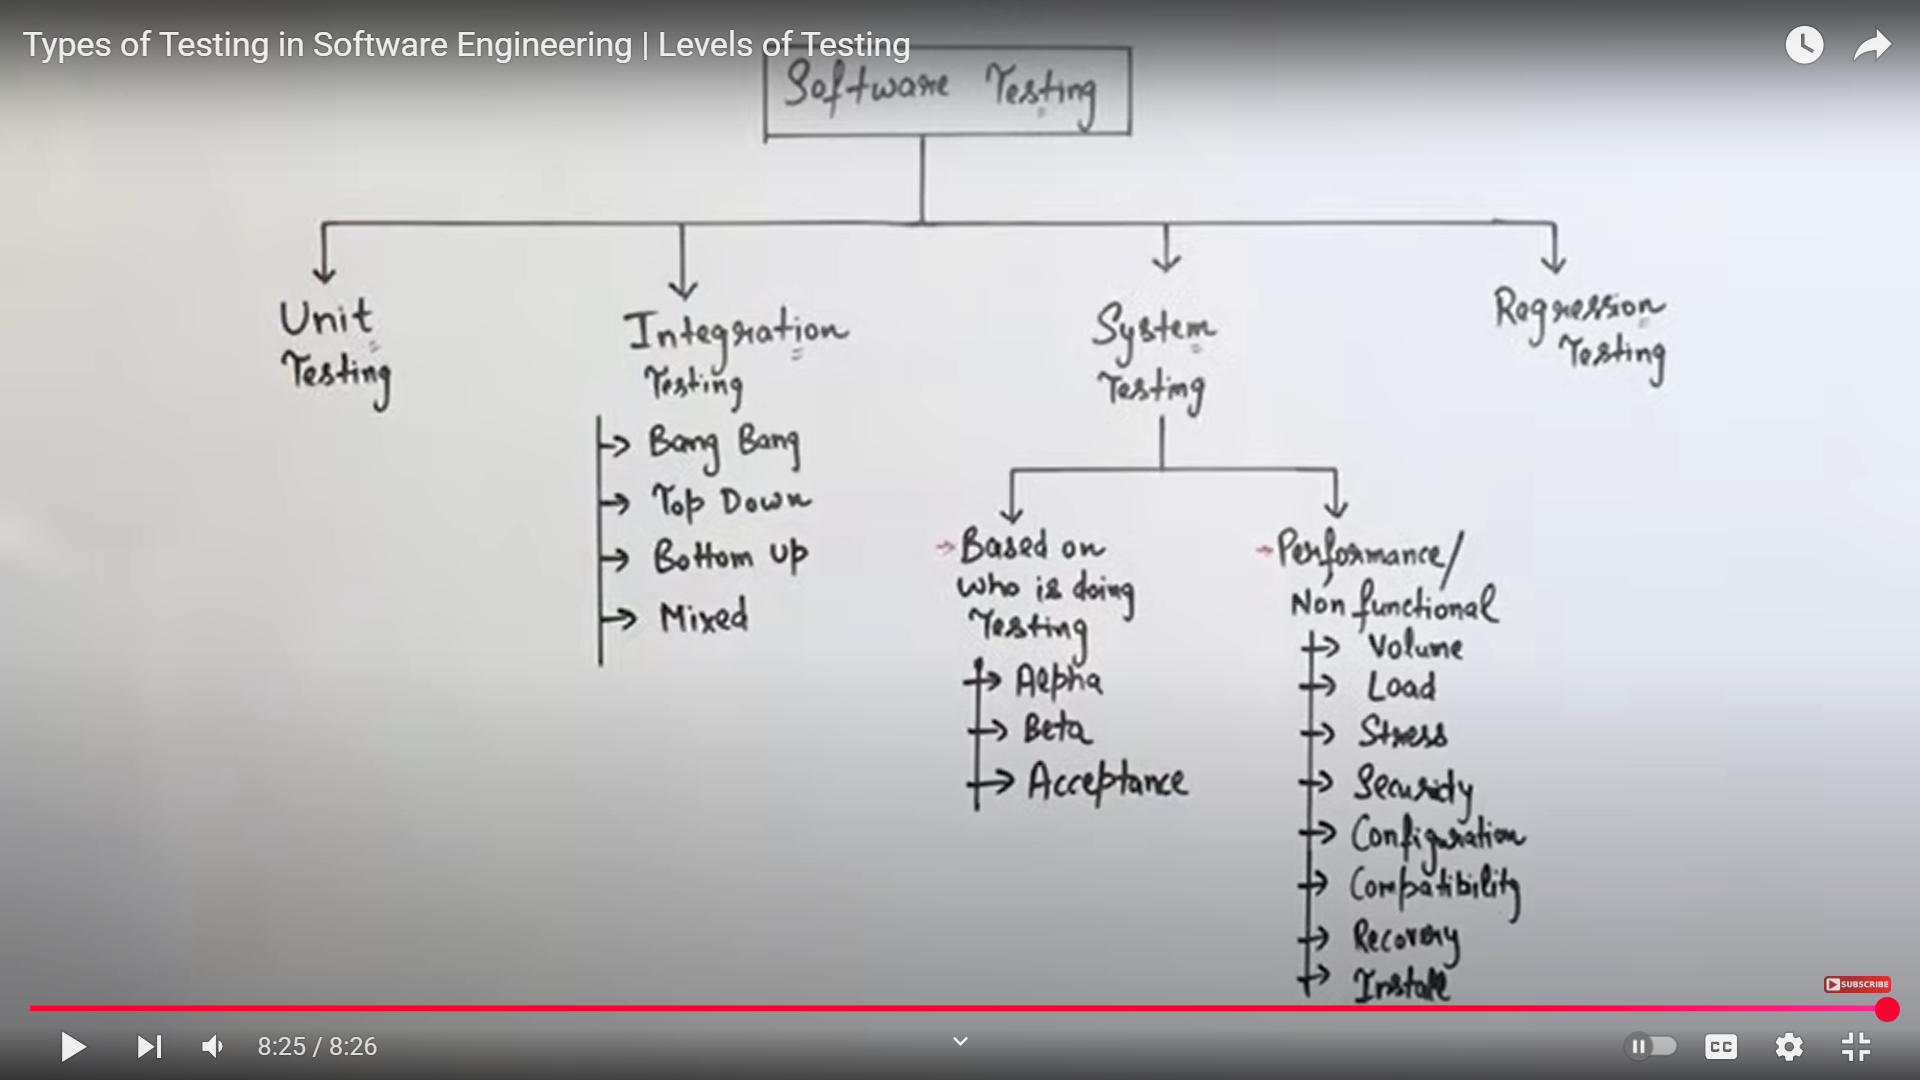 Types of Testing in Software Engineering | Levels of Testing
Software Testing
Unit
Testing
Integration
Testing
Bang Bang
Top Down
Bottom up
Mixed
System
Testing
Based on
who is doing
Testing
Alpha
Beta
Acceptance
Performance/
Non functional
Volume
Load
Stress
Security
Configuration
Compatibility
Recovery
Install
Regression
Testing
SUBSCRIBE
8:25 / 8:26
CC